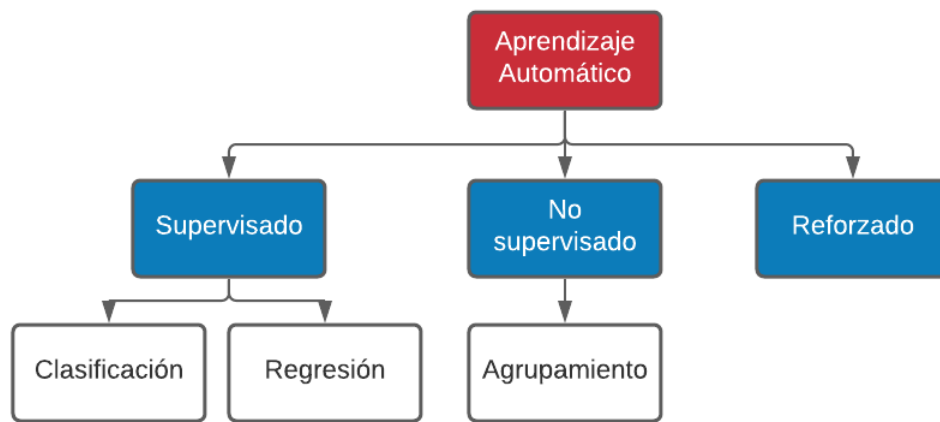 Aprendizaje
Automático
Supervisado
No
supervisado
Reforzado
Clasificación
Regresión
Agrupamiento